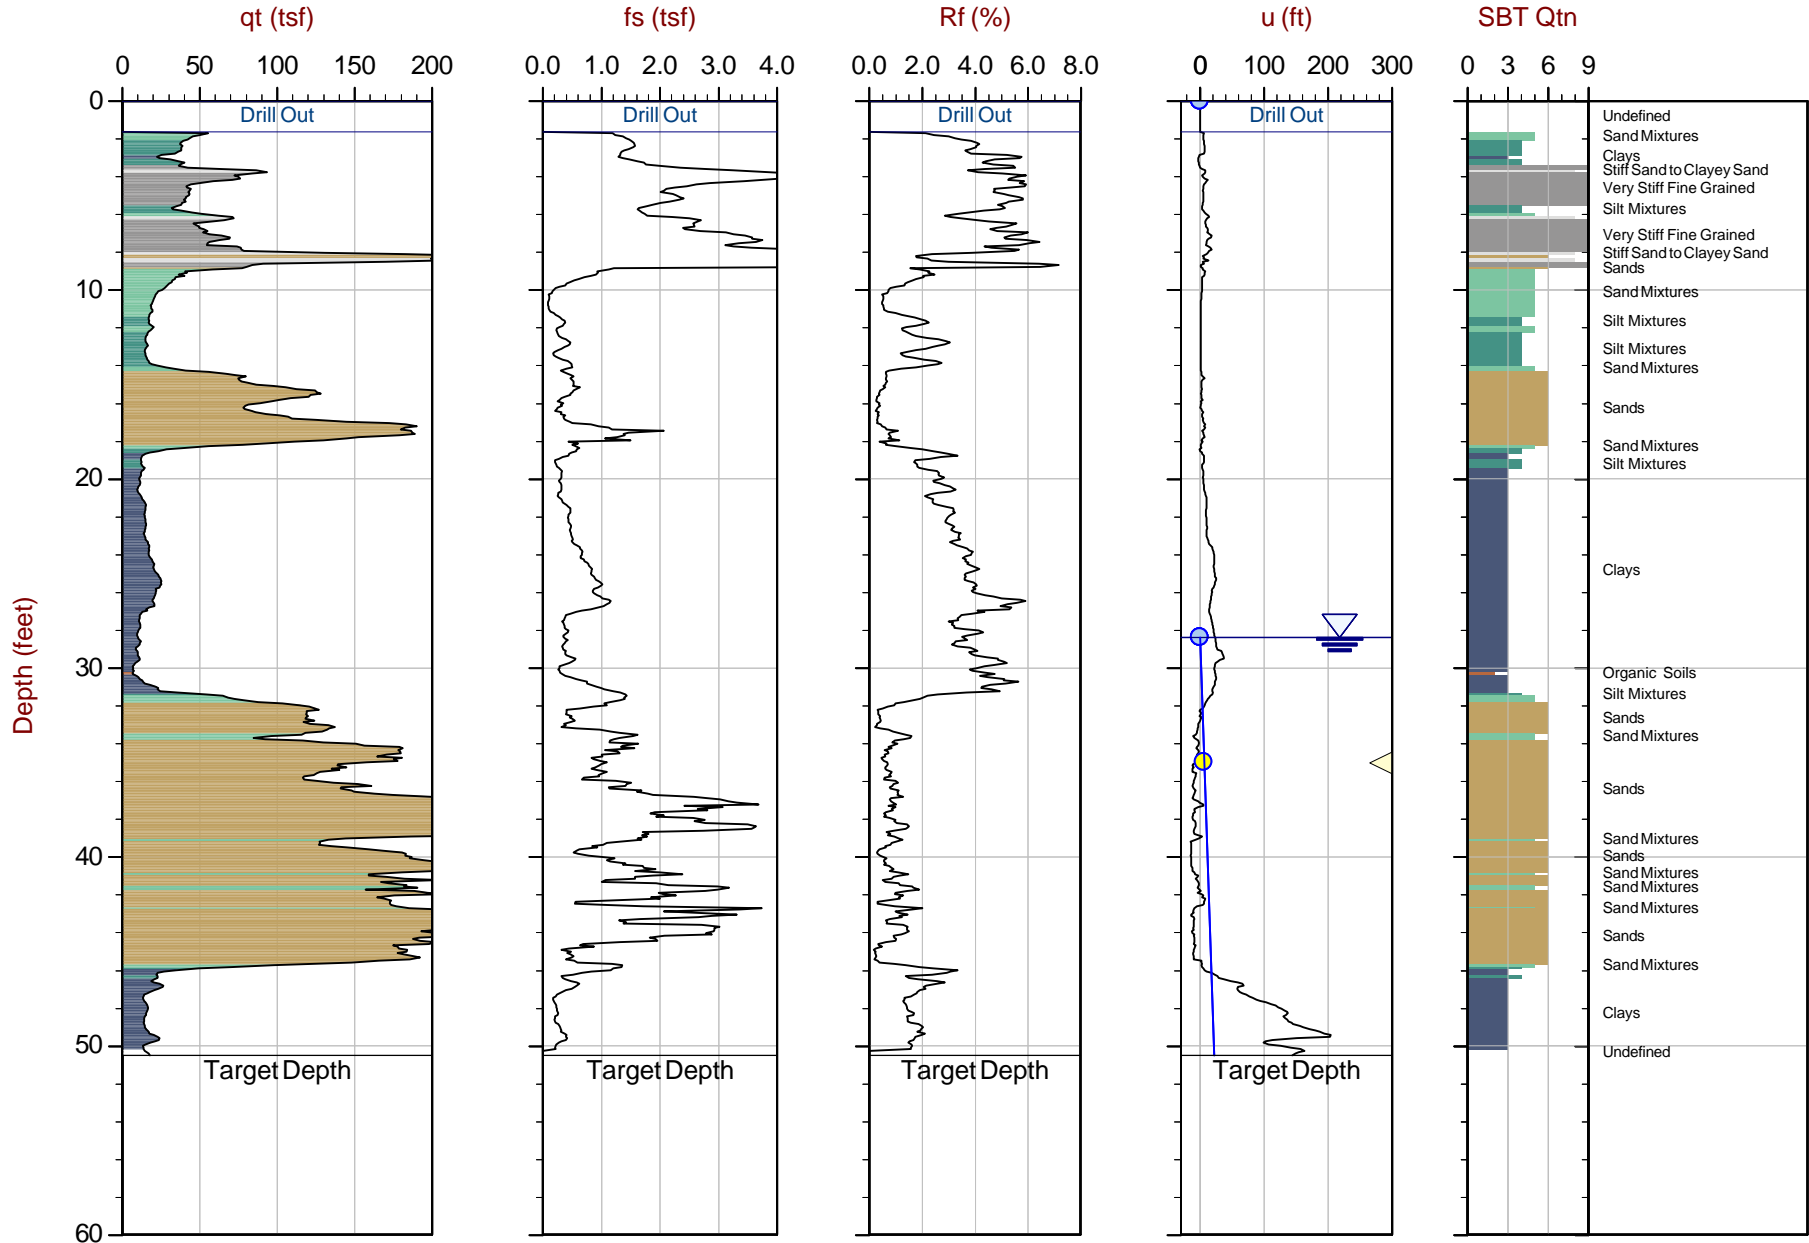 qt (tsf)
fs (tsf)
Rf (%)
u (ft)
SBT Qtn
0 50 100 150 200
0.0 1.0 2.0 3.0 4.0
0.0 2.0 4.0 6.0 8.0
0 100 200 300
0 3 6 9
0
10
20
30
40
50
60
Depth (feet)
Drill Out
Drill Out
Drill Out
Drill Out
Undefined
Sand Mixtures
Clays
Stiff Sand to Clayey Sand
Very Stiff Fine Grained
Silt Mixtures
Very Stiff Fine Grained
Stiff Sand to Clayey Sand
Sands
Sand Mixtures
Silt Mixtures
Silt Mixtures
Sand Mixtures
Sands
Sand Mixtures
Silt Mixtures
Clays
Organic Soils
Silt Mixtures
Sands
Sand Mixtures
Sands
Sand Mixtures
Sands
Sand Mixtures
Sand Mixtures
Sand Mixtures
Sands
Sand Mixtures
Clays
Undefined
Target Depth
Target Depth
Target Depth
Target Depth